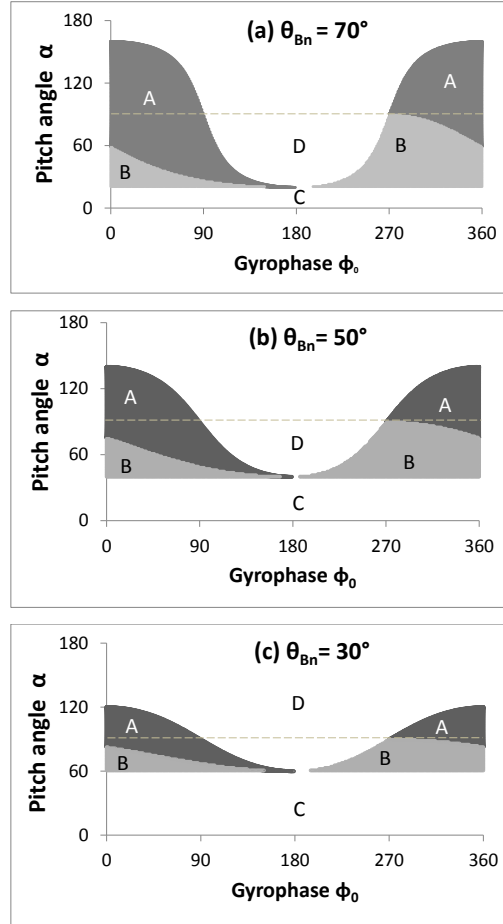 (a) θBn = 70°
Pitch angle α
180
120
60
0
A
B
D
C
A
B
0
90
180
270
360
Gyrophase ϕ₀
(b) θBn = 50°
Pitch angle α
180
120
60
0
A
B
D
C
A
B
0
90
180
270
360
Gyrophase ϕ0
(c) θBn = 30°
Pitch angle α
180
120
60
0
A
B
D
C
A
B
0
90
180
270
360
Gyrophase ϕ0